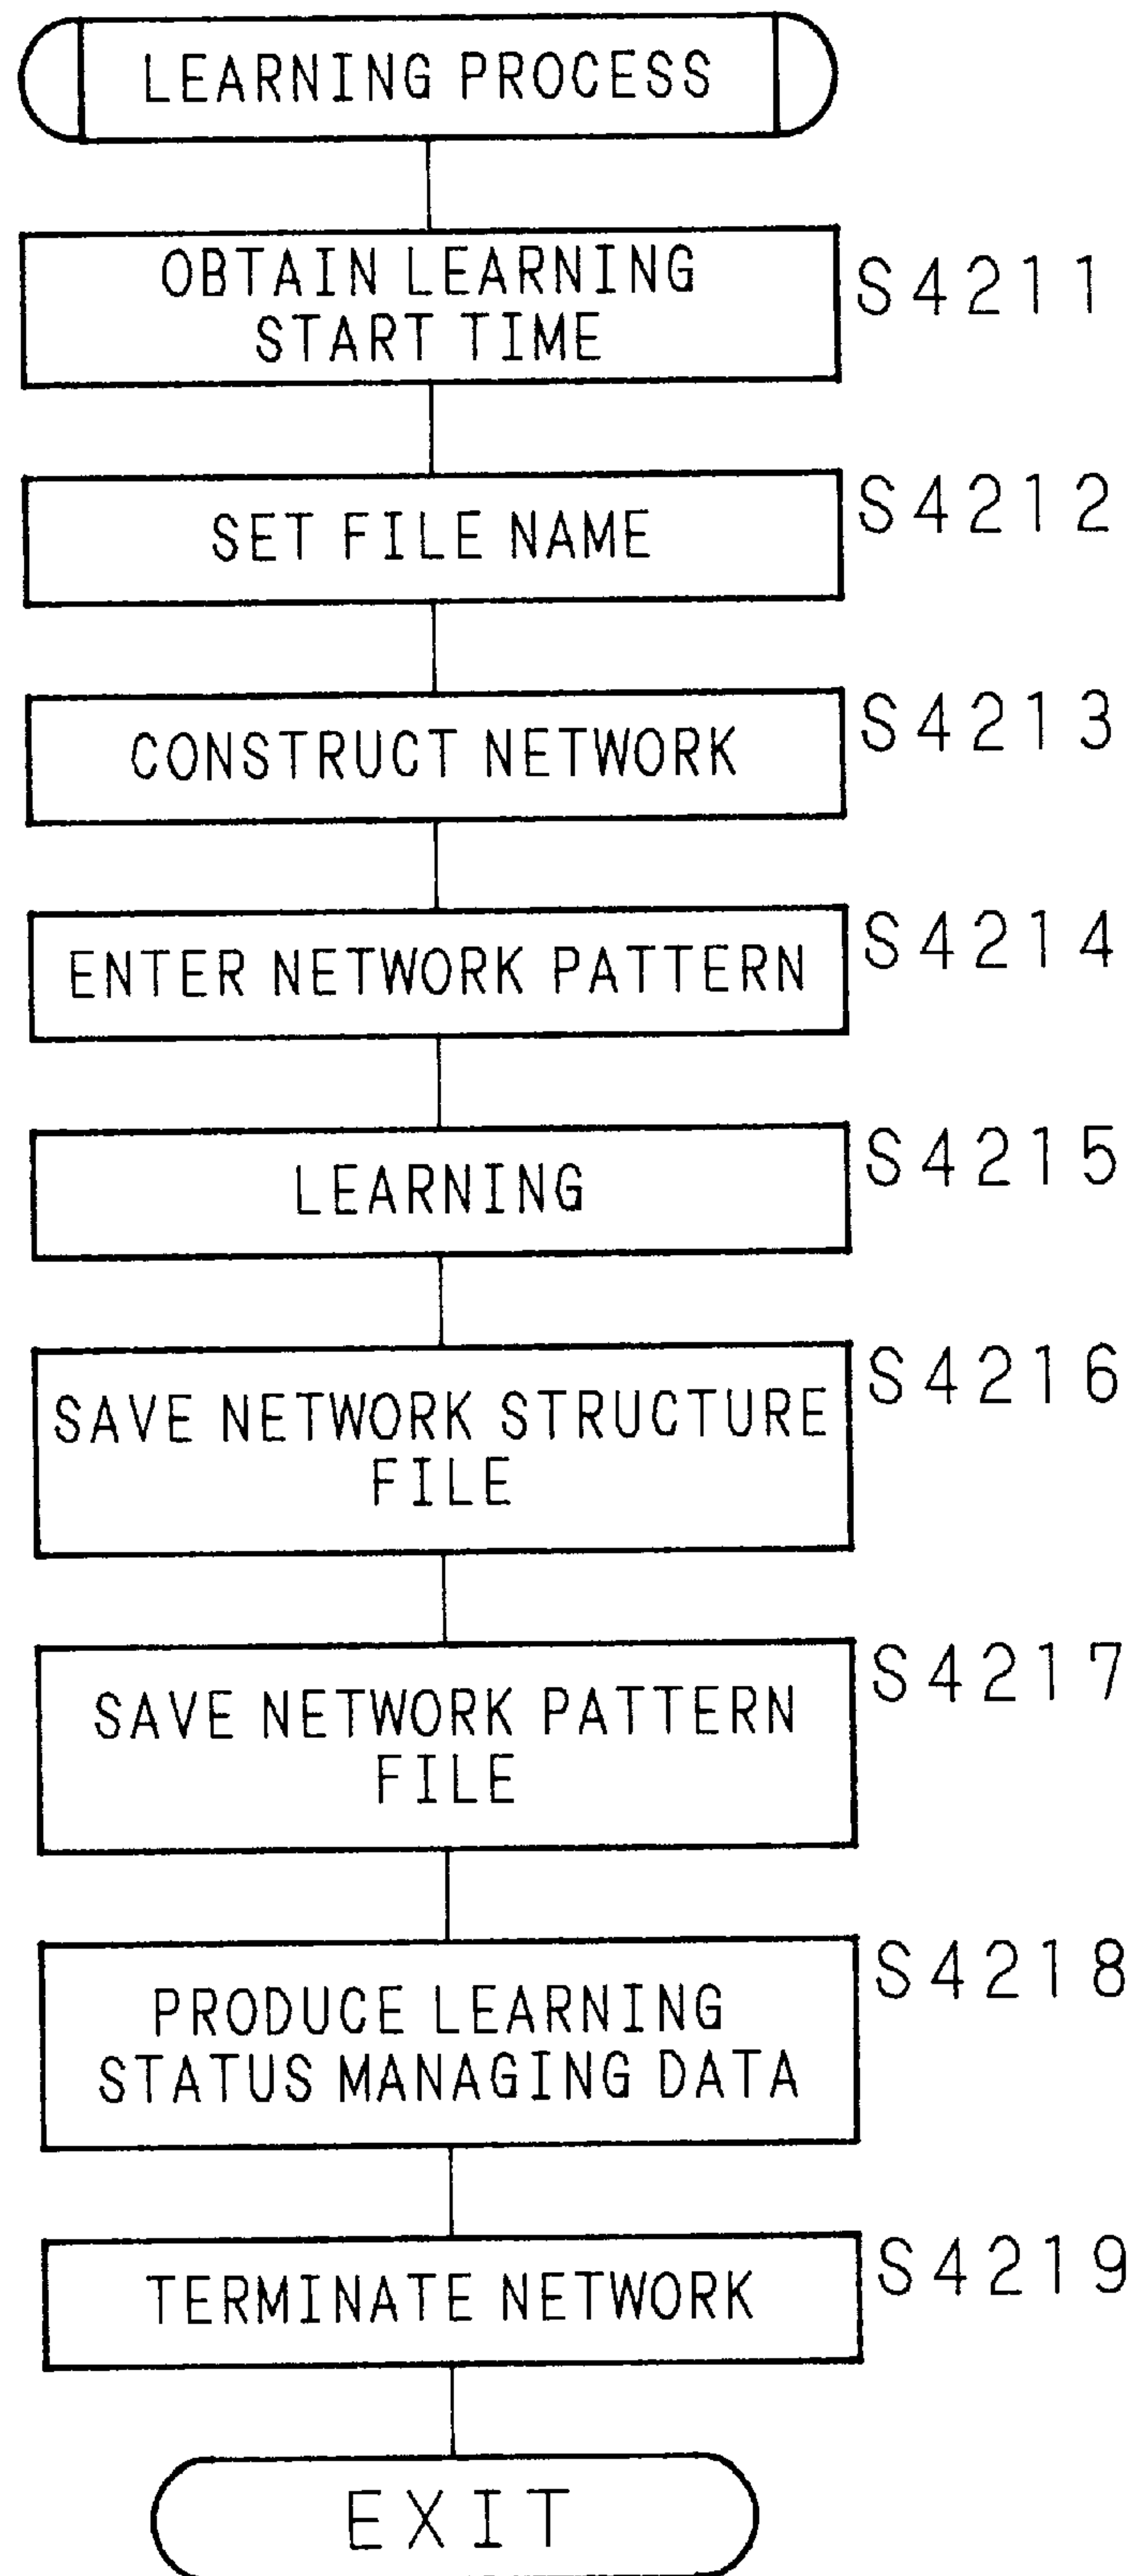 LEARNING PROCESS
OBTAIN LEARNING
START TIME
S4211
SET FILE NAME
S4212
CONSTRUCT NETWORK
S4213
ENTER NETWORK PATTERN
S4214
LEARNING
S4215
SAVE NETWORK STRUCTURE
FILE
S4216
SAVE NETWORK PATTERN
FILE
S4217
PRODUCE LEARNING
STATUS MANAGING DATA
S4218
TERMINATE NETWORK
S4219
EXIT